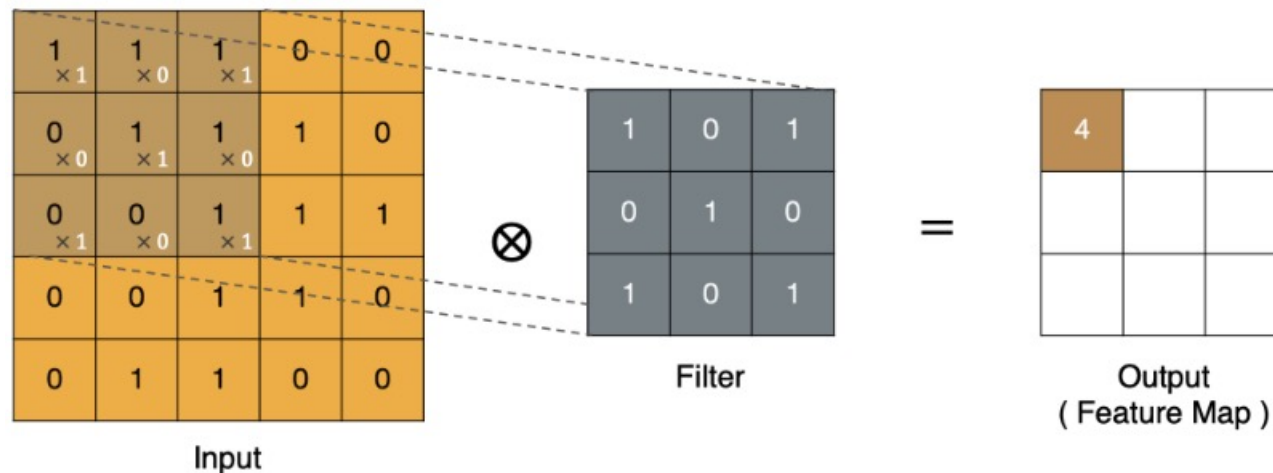 1 1 1 0 0
×1 ×0 ×1
0 1 1 1 0
×0 ×1 ×0
0 0 1 1 1
×1 ×0 ×1
0 0 1 1 0
0 1 1 0 0
Input
⊗
1 0 1
0 1 0
1 0 1
Filter
=
4
Output
( Feature Map )